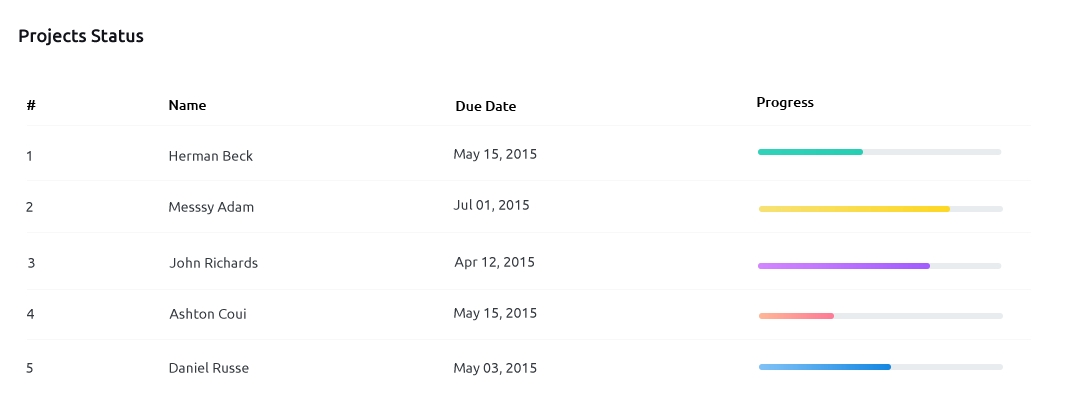 Projects Status
# Name Due Date Progress
1 Herman Beck May 15, 2015
2 Messsy Adam Jul 01, 2015
3 John Richards Apr 12, 2015
4 Ashton Coui May 15, 2015
5 Daniel Russe May 03, 2015